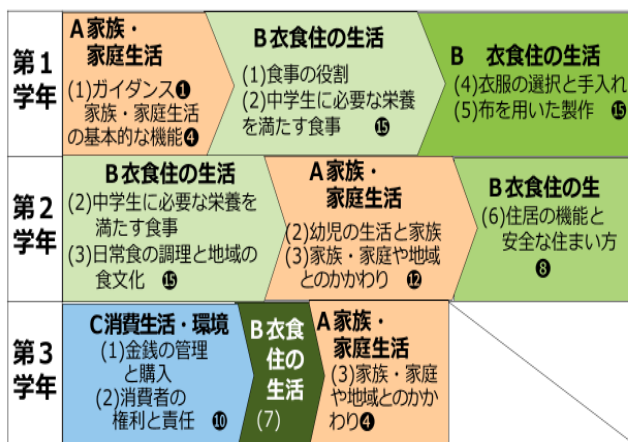 第1
学年
A家族・
家庭生活
(1)ガイダンス❶
家族・家庭生活
の基本的な機能❹
B衣食住の生活
(1)食事の役割
(2)中学生に必要な栄養
を満たす食事 ⓯
B 衣食住の生活
(4)衣服の選択と手入れ
(5)布を用いた製作 ⓯
第2
学年
B衣食住の生活
(2)中学生に必要な栄養を
満たす食事
(3)日常食の調理と地域の
食文化 ⓯
A家族・
家庭生活
(2)幼児の生活と家族
(3)家族・家庭や地域
とのかかわり ⓬
B衣食住の生
(6)住居の機能と
安全な住まい方
❽
第3
学年
C消費生活・環境
(1)金銭の管理
と購入
(2)消費者の
権利と責任 ❿
B衣食
住の
生活
(7)
A家族・
家庭生活
(3)家族・家庭
や地域とのかか
わり❹